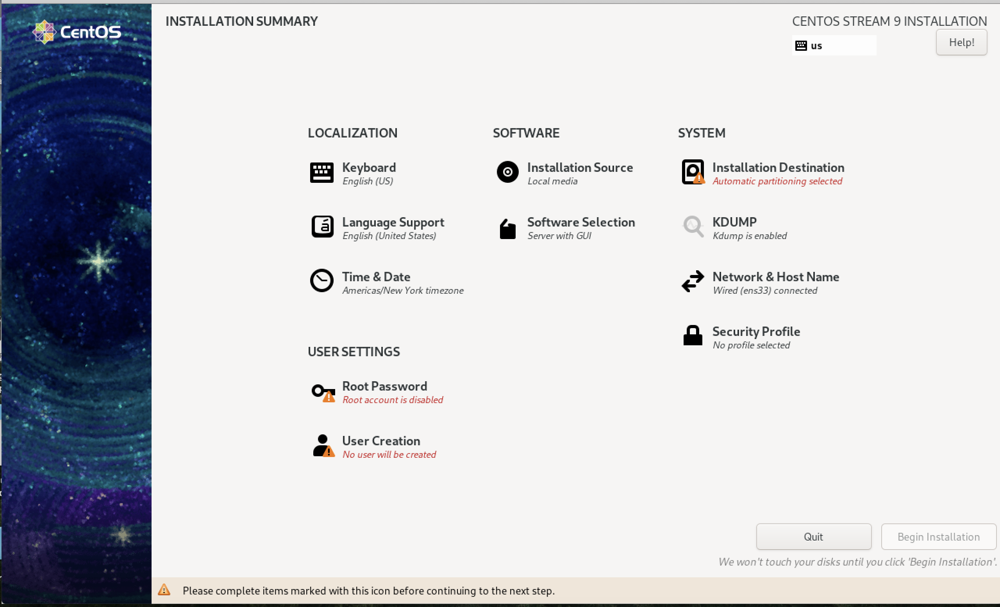 CentOS
INSTALLATION SUMMARY
CENTOS STREAM 9 INSTALLATION
us
Help!
LOCALIZATION
Keyboard
English (US)
Language Support
English (United States)
Time & Date
Americas/New York timezone
SOFTWARE
Installation Source
Local media
Software Selection
Server with GUI
SYSTEM
Installation Destination
Automatic partitioning selected
KDUMP
Kdump is enabled
Network & Host Name
Wired (ens33) connected
Security Profile
No profile selected
USER SETTINGS
Root Password
Root account is disabled
User Creation
No user will be created
Quit
Begin Installation
We won't touch your disks until you click 'Begin Installation'.
Please complete items marked with this icon before continuing to the next step.